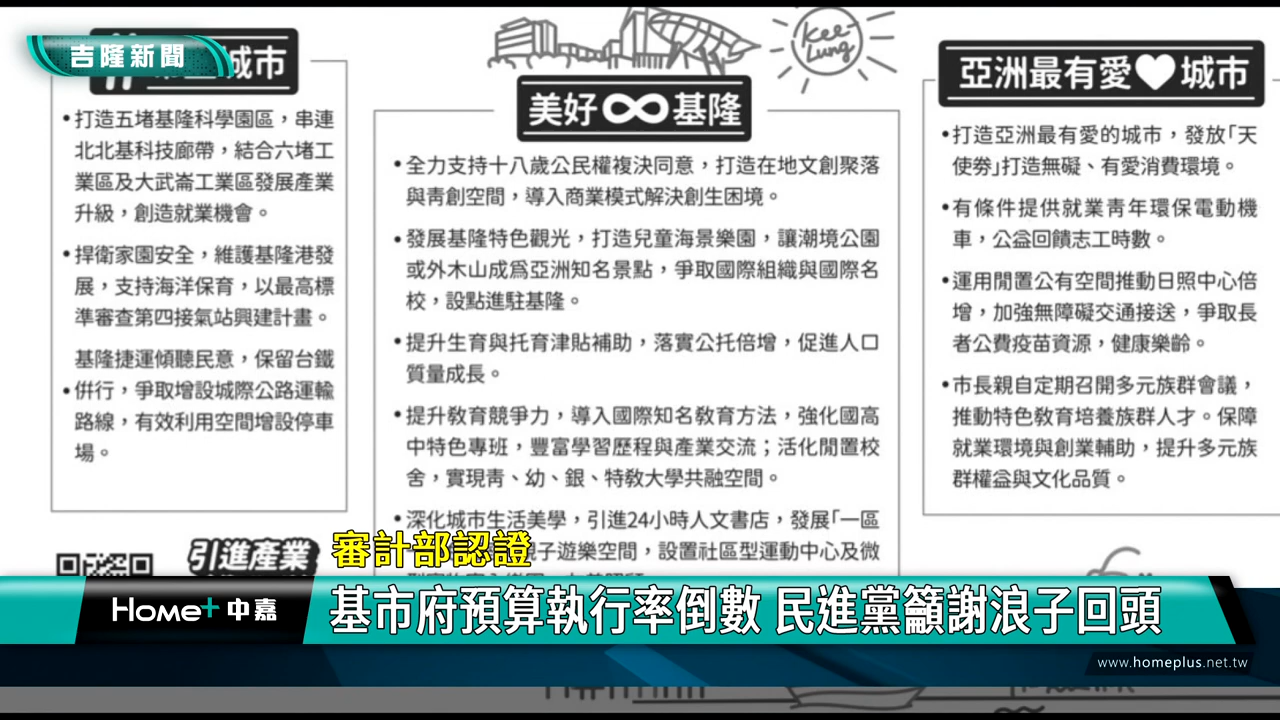 吉隆新聞
城市
•打造五堵基隆科學園區，串連
北北基科技廊帶，結合六堵工
業區及大武崙工業區發展產業
升級，創造就業機會。
•捍衛家園安全，維護基隆港發
展，支持海洋保育，以最高標
準審查第四接氣站興建計畫。
基隆捷運傾聽民意，保留台鐵
•併行，爭取增設城際公路運輸
路線，有效利用空間增設停車
場。
引進產業
Kee-
Lung
美好∞基隆
•全力支持十八歲公民權複決同意，打造在地文創聚落
與靑創空間，導入商業模式解決創生困境。
•發展基隆特色觀光，打造兒童海景樂園，讓潮境公園
或外木山成爲亞洲知名景點，爭取國際組織與國際名
校，設點進駐基隆。
•提升生育與托育津貼補助，落實公托倍增，促進人口
質量成長。
•提升敎育競爭力，導入國際知名敎育方法，強化國高
中特色專班，豐富學習歷程與產業交流；活化閒置校
舍，實現靑、幼、銀、特敎大學共融空間。
•深化城市生活美學，引進24小時人文書店，發展「一區
子遊樂空間，設置社區型運動中心及微
亞洲最有愛♥城市
•打造亞洲最有愛的城市，發放「天
使勞」打造無礙、有愛消費環境。
•有條件提供就業靑年環保電動機
車，公益回饋志工時數。
•運用閒置公有空間推動日照中心倍
增，加強無障礙交通接送，爭取長
者公費疫苗資源，健康樂齡。
•市長親自定期召開多元族群會議，
推動特色敎育培養族群人才。保障
就業環境與創業輔助，提升多元族
群權益與文化品質。
審計部認證
Home+中嘉
基市府預算執行率倒數 民進黨籲謝浪子回頭
www.homeplus.net.tw